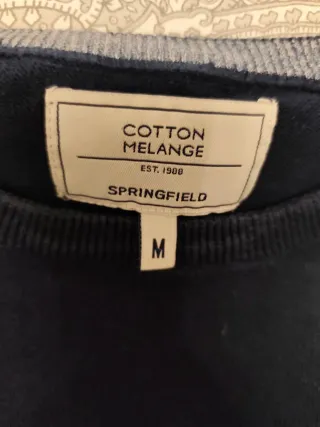 COTTON
MELANGE
EST. 1988
SPRINGFIELD
M